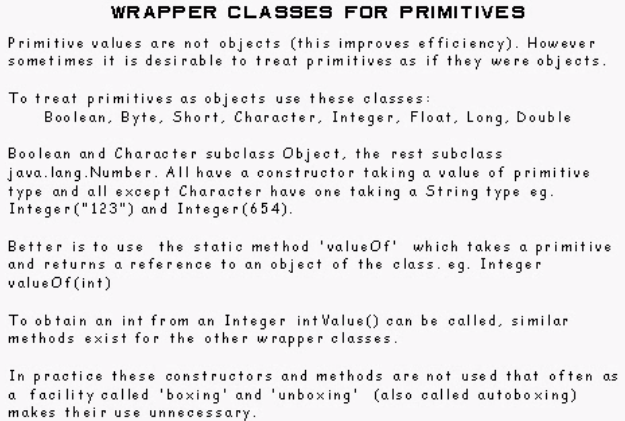 WRAPPER CLASSES FOR PRIMITIVES
Primitive values are not objects (this improves efficiency). However
sometimes it is desirable to treat primitives as if they were objects.
To treat primitives as objects use these classes:
Boolean, Byte, Short, Character, Integer, Float, Long, Double
Boolean and Character subclass Object, the rest subclass
java.lang.Number. All have a constructor taking a value of primitive
type and all except Character have one taking a String type eg.
Integer("123") and Integer(654).
Better is to use the static method 'valueOf' which takes a primitive
and returns a reference to an object of the class. eg. Integer
valueOf(int)
To obtain an int from an Integer intValue() can be called, similar
methods exist for the other wrapper classes.
In practice these constructors and methods are not used that often as
a facility called 'boxing' and 'unboxing' (also called autoboxing)
makes their use unnecessary.